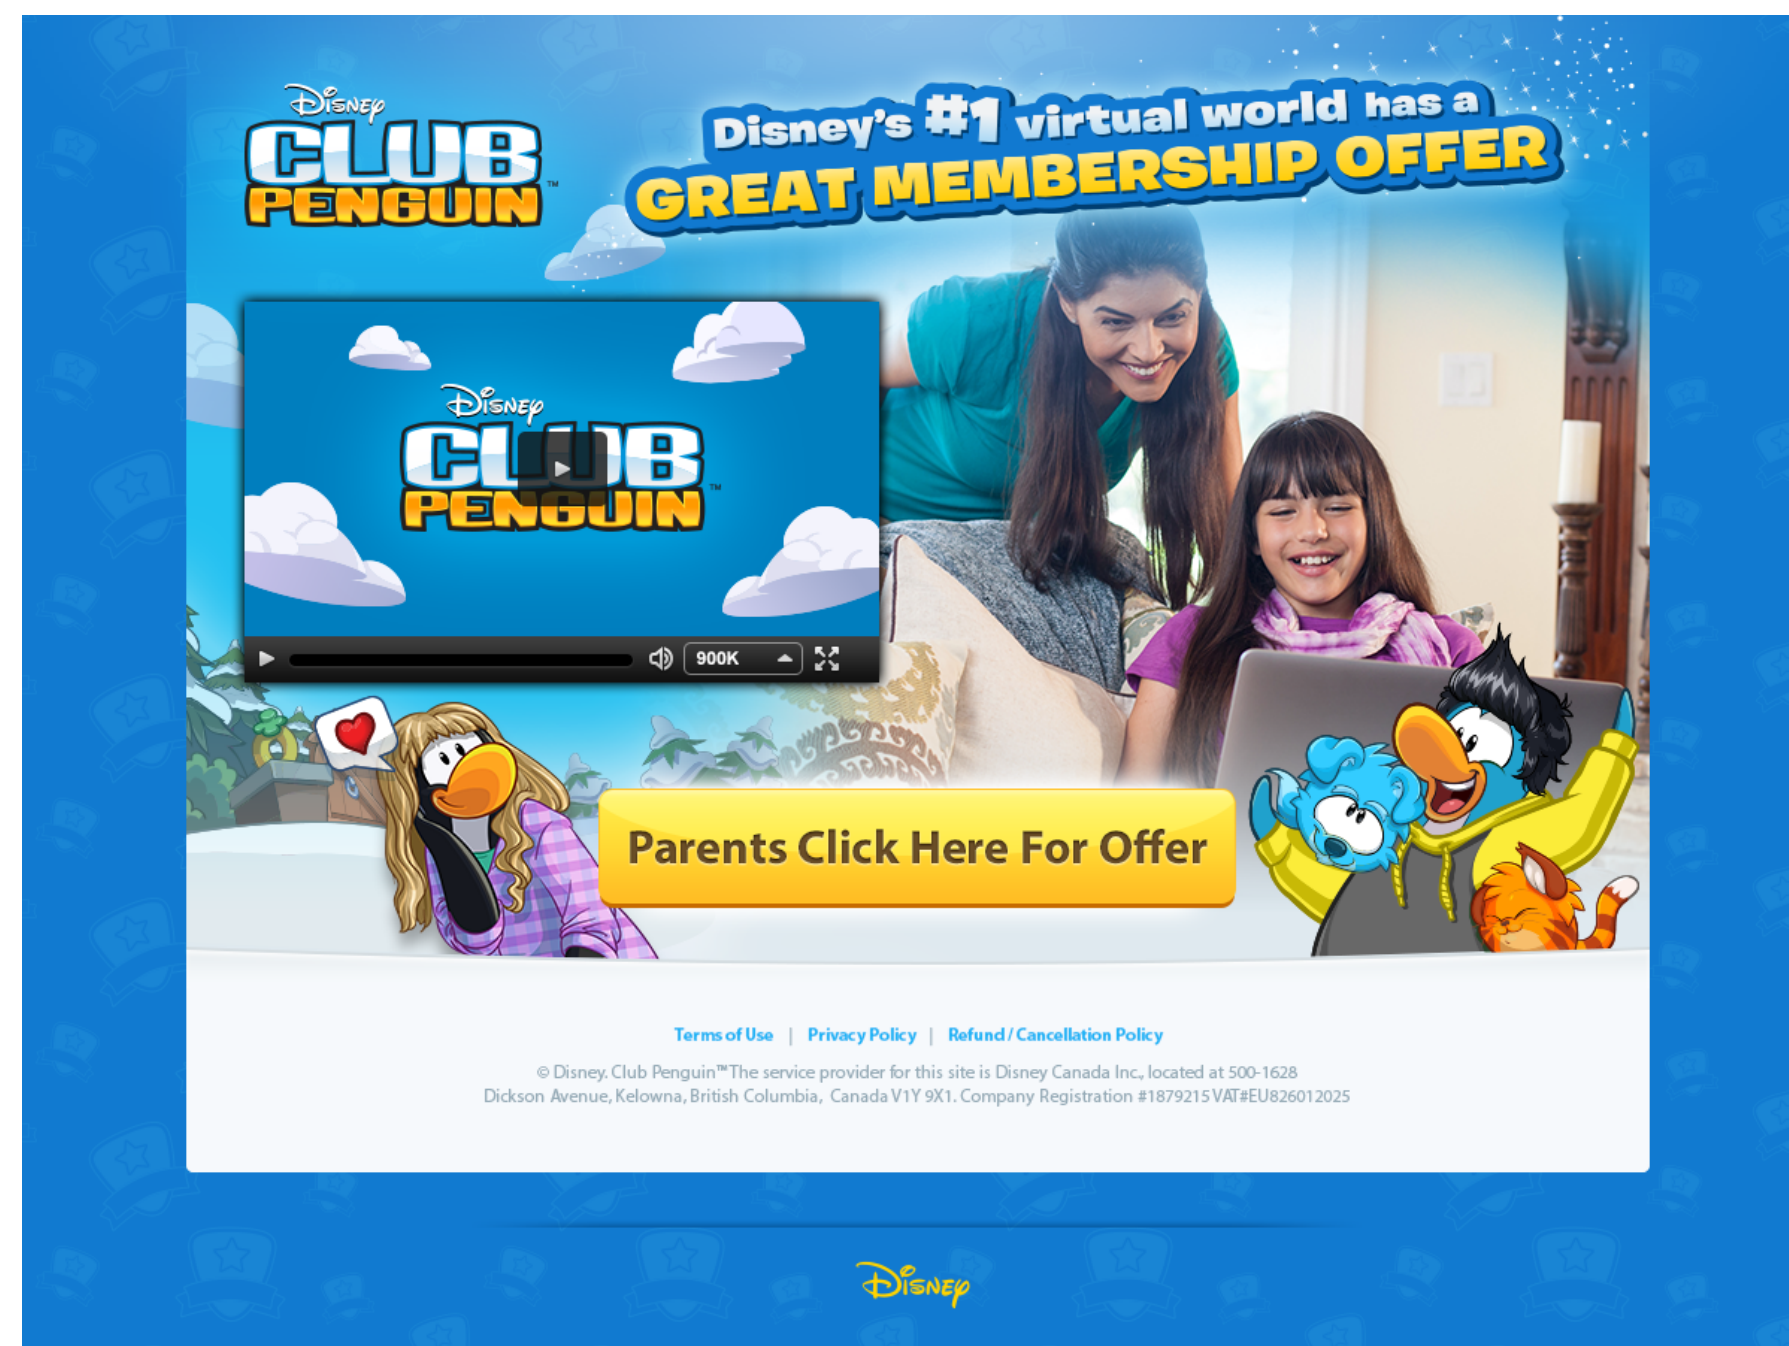 Disney
CLUB
PENGUIN™
Disney's #1 virtual world has a
GREAT MEMBERSHIP OFFER
Disney
CLUB
PENGUIN™
900K
Parents Click Here For Offer
Terms of Use | Privacy Policy | Refund / Cancellation Policy
© Disney. Club Penguin™ The service provider for this site is Disney Canada Inc., located at 500-1628
Dickson Avenue, Kelowna, British Columbia, Canada V1Y 9X1. Company Registration #1879215 VAT#EU826012025
Disney